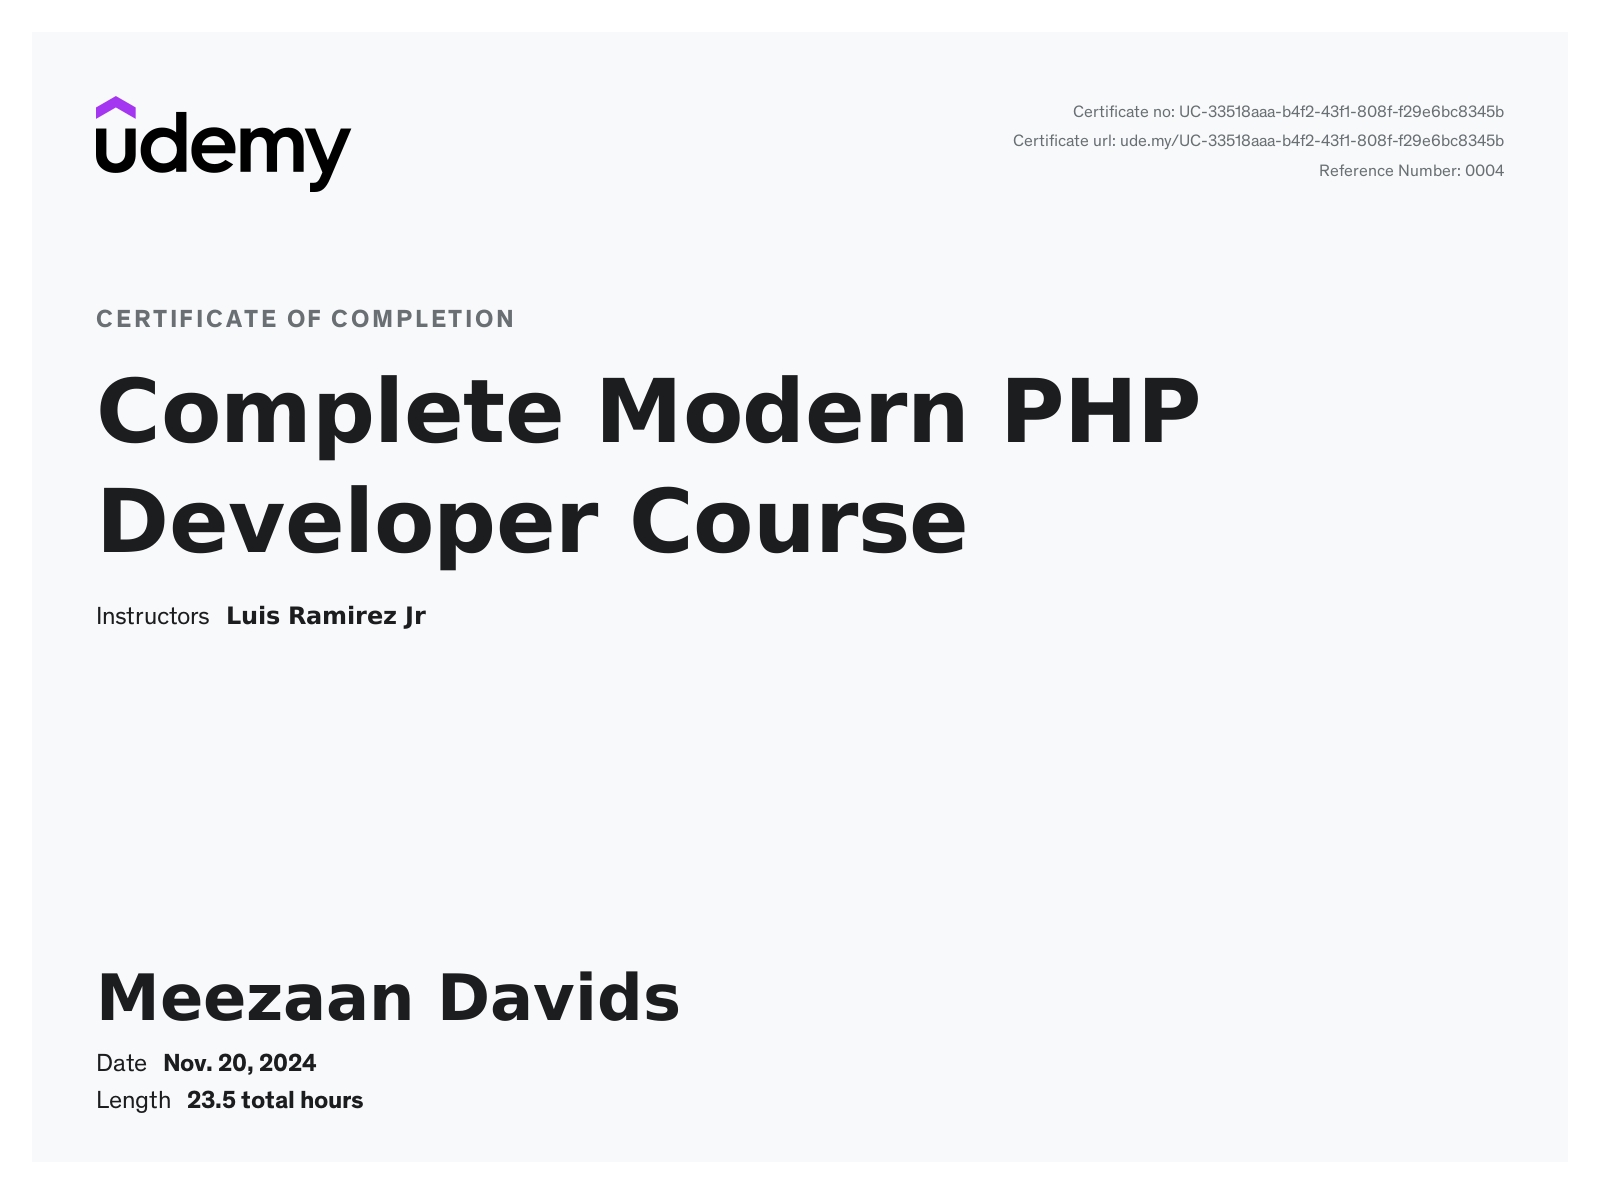 udemy
Certificate no: UC-33518aaa-b4f2-43f1-808f-f29e6bc8345b
Certificate url: ude.my/UC-33518aaa-b4f2-43f1-808f-f29e6bc8345b
Reference Number: 0004
CERTIFICATE OF COMPLETION
Complete Modern PHP
Developer Course
Instructors Luis Ramirez Jr
Meezaan Davids
Date Nov. 20, 2024
Length 23.5 total hours